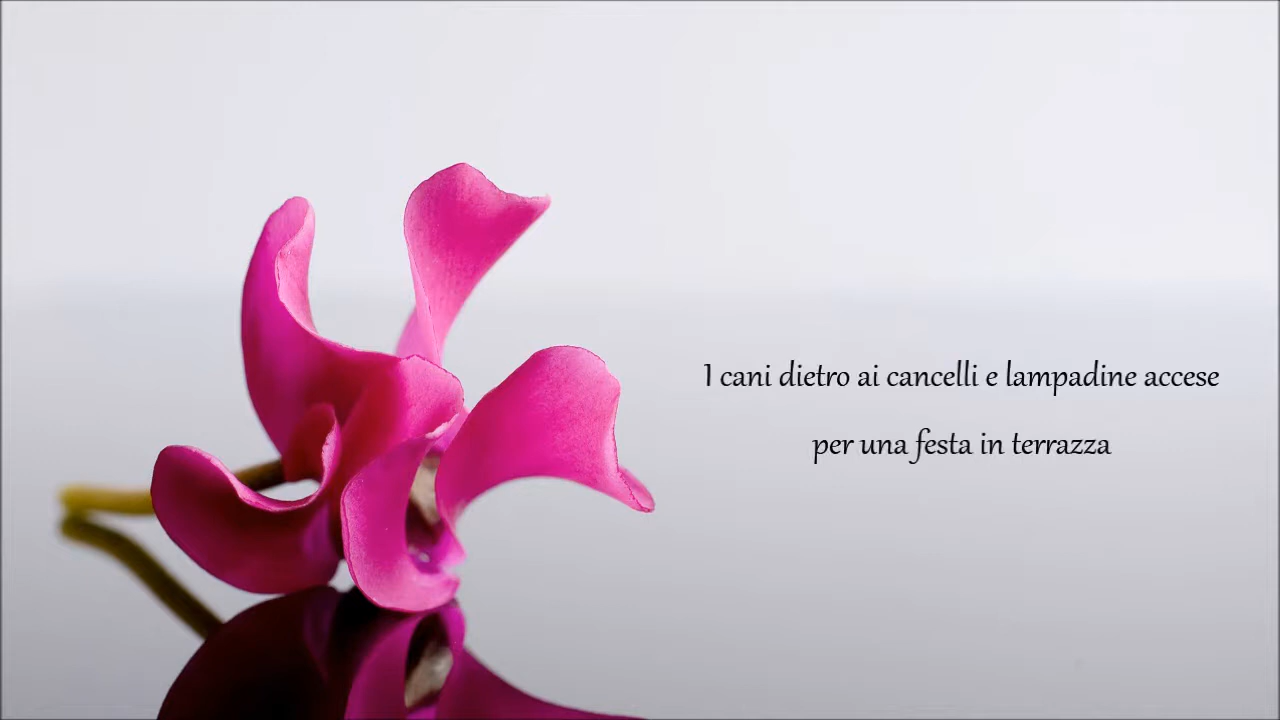 I cani dietro ai cancelli e lampadine accese
per una festa in terrazza